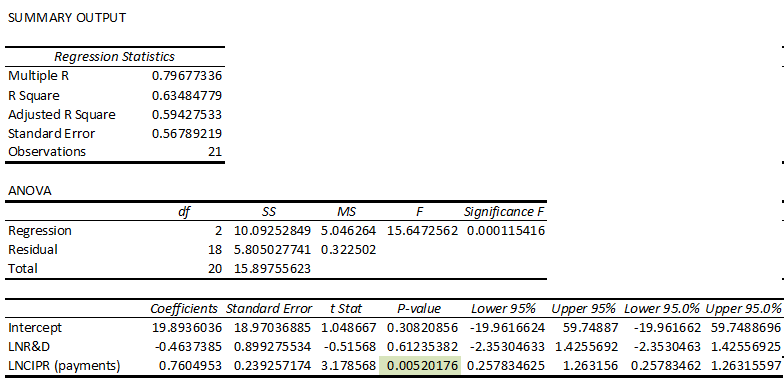 SUMMARY OUTPUT
Regression Statistics
Multiple R 0.79677336
R Square 0.63484779
Adjusted R Square 0.59427533
Standard Error 0.56789219
Observations 21
ANOVA
df SS MS F Significance F
Regression 2 10.09252849 5.046264 15.6472562 0.000115416
Residual 18 5.805027741 0.322502
Total 20 15.89755623
Coefficients Standard Error t Stat P-value Lower 95% Upper 95% Lower 95.0% Upper 95.0%
Intercept 19.8936036 18.97036885 1.048667 0.30820856 -19.9616624 59.74887 -19.961662 59.7488696
LNR&D -0.4637385 0.899275534 -0.51568 0.61235382 -2.35304633 1.4255692 -2.3530463 1.42556925
LNCIPR (payments) 0.7604953 0.239257174 3.178568 0.00520176 0.257834625 1.263156 0.25783462 1.26315597